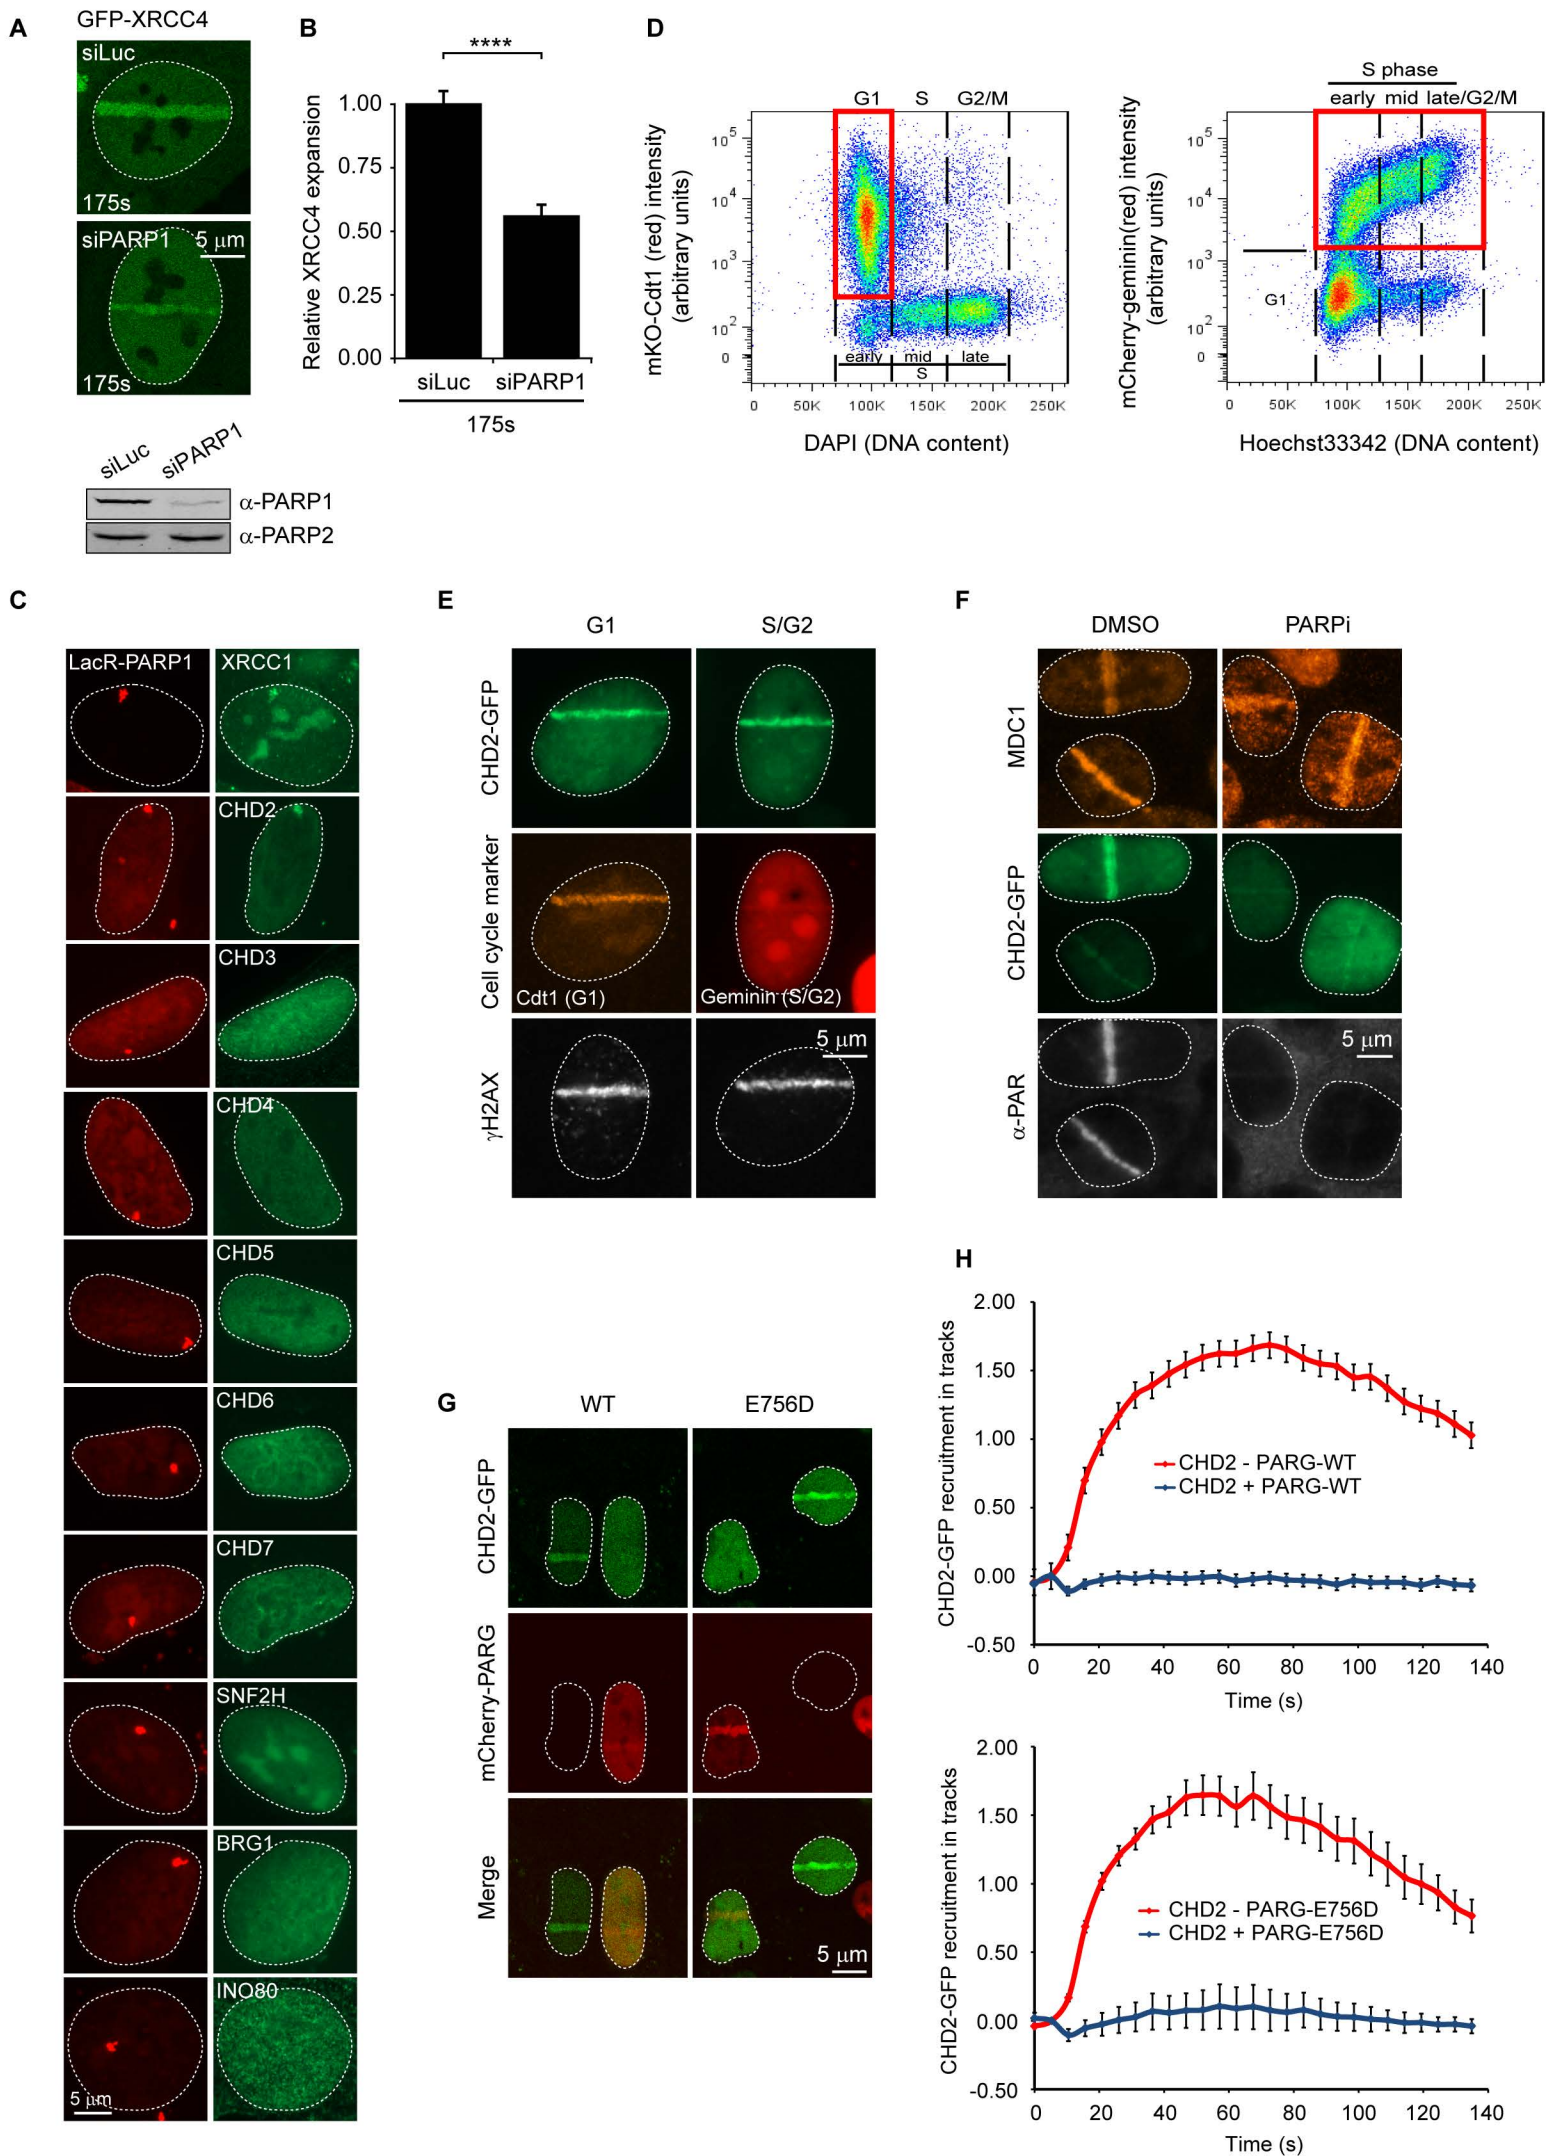 A
GFP-XRCC4
siLuc
175s
siPARP1
5 μm
175s
siLuc
siPARP1
α-PARP1
α-PARP2
B
****
Relative XRCC4 expansion
1.00
0.75
0.50
0.25
0.00
siLuc
siPARP1
175s
D
G1
S
G2/M
mKO-Cdt1 (red) intensity
(arbitrary units)
10^5
10^4
10^3
10^2
0
early
mid
late
S
0
50K
100K
150K
200K
250K
DAPI (DNA content)
S phase
early
mid
late/G2/M
mCherry-geminin(red) intensity
(arbitrary units)
10^5
10^4
10^3
10^2
0
G1
0
50K
100K
150K
200K
250K
Hoechst33342 (DNA content)
C
LacR-PARP1
XRCC1
CHD2
CHD3
CHD4
CHD5
CHD6
CHD7
SNF2H
BRG1
INO80
5 μm
E
G1
S/G2
CHD2-GFP
Cell cycle marker
Cdt1 (G1)
Geminin (S/G2)
γH2AX
5 μm
F
DMSO
PARPi
MDC1
CHD2-GFP
α-PAR
5 μm
G
WT
E756D
CHD2-GFP
mCherry-PARG
Merge
5 μm
H
CHD2-GFP recruitment in tracks
2.00
1.50
1.00
0.50
0.00
-0.50
CHD2 - PARG-WT
CHD2 + PARG-WT
0
20
40
60
80
100
120
140
Time (s)
CHD2-GFP recruitment in tracks
2.00
1.50
1.00
0.50
0.00
-0.50
CHD2 - PARG-E756D
CHD2 + PARG-E756D
0
20
40
60
80
100
120
140
Time (s)